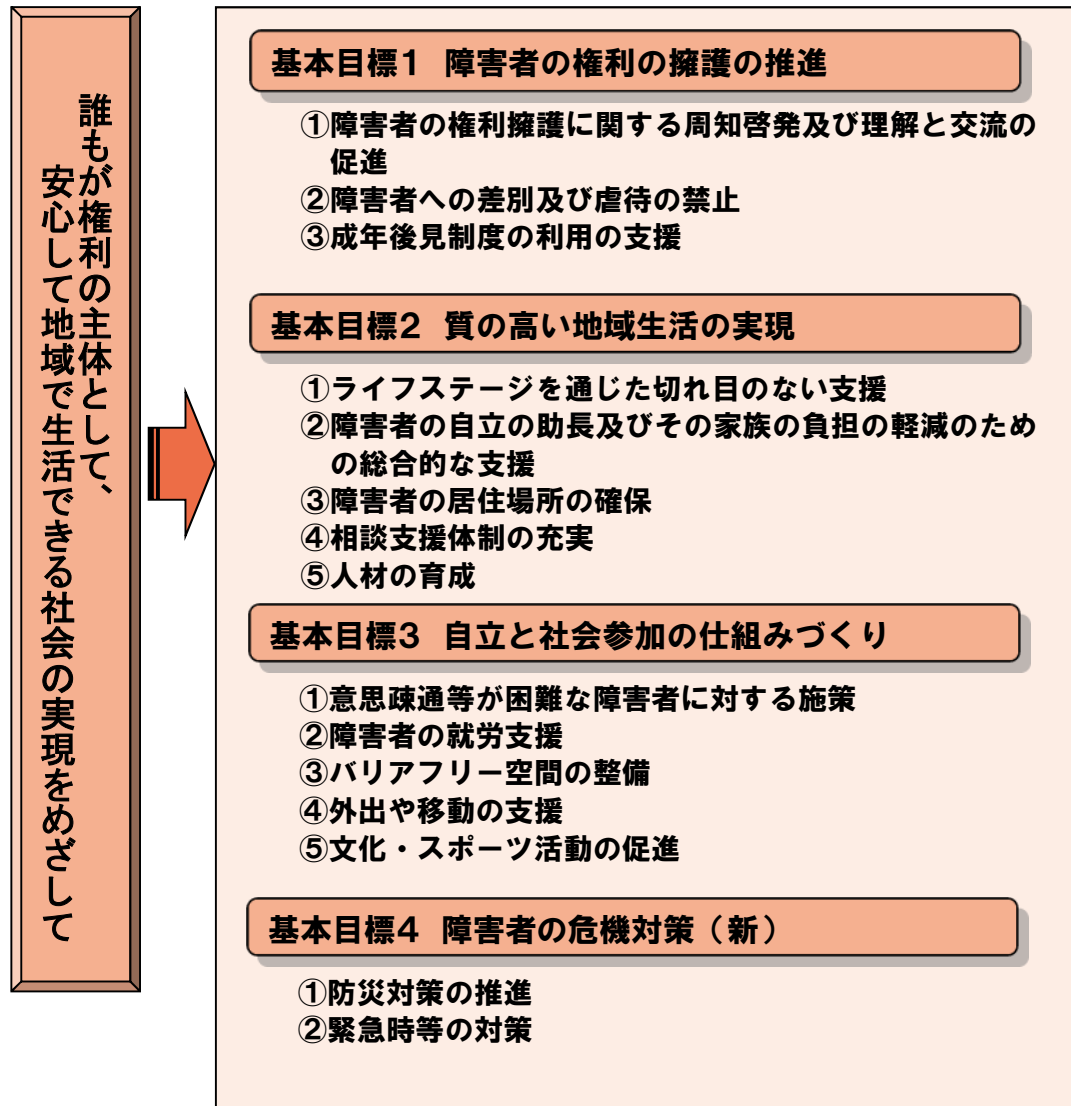 誰もが権利の主体として、
安心して地域で生活できる社会の実現をめざして
基本目標1 障害者の権利の擁護の推進
①障害者の権利擁護に関する周知啓発及び理解と交流の
促進
②障害者への差別及び虐待の禁止
③成年後見制度の利用の支援
基本目標2 質の高い地域生活の実現
①ライフステージを通じた切れ目のない支援
②障害者の自立の助長及びその家族の負担の軽減のため
の総合的な支援
③障害者の居住場所の確保
④相談支援体制の充実
⑤人材の育成
基本目標3 自立と社会参加の仕組みづくり
①意思疎通等が困難な障害者に対する施策
②障害者の就労支援
③バリアフリー空間の整備
④外出や移動の支援
⑤文化・スポーツ活動の促進
基本目標4 障害者の危機対策（新）
①防災対策の推進
②緊急時等の対策